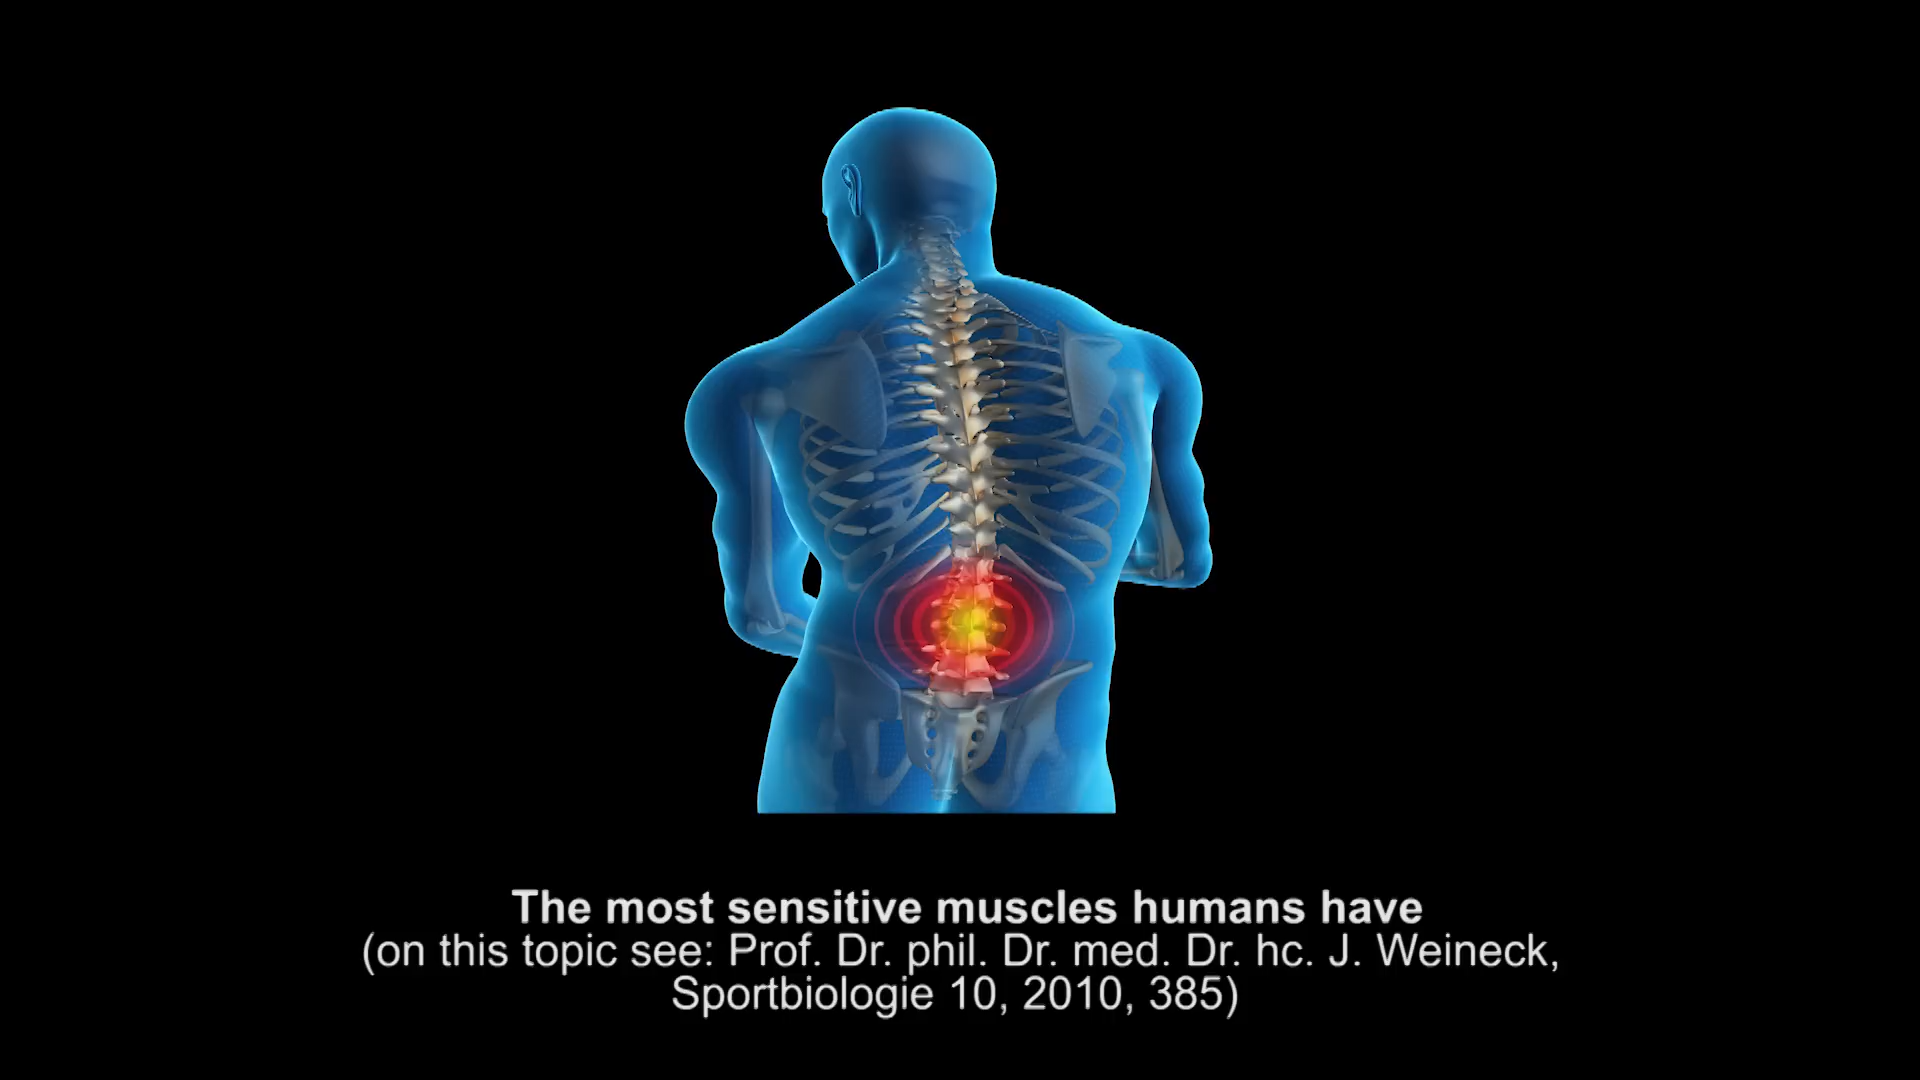 The most sensitive muscles humans have
(on this topic see: Prof. Dr. phil. Dr. med. Dr. hc. J. Weineck,
Sportbiologie 10, 2010, 385)